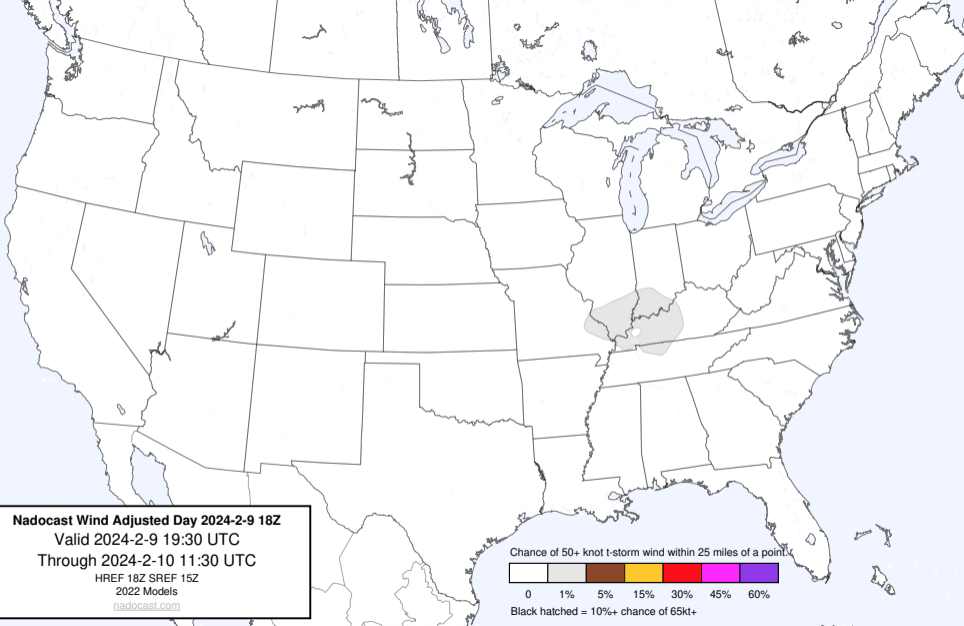 Nadocast Wind Adjusted Day 2024-2-9 18Z
Valid 2024-2-9 19:30 UTC
Through 2024-2-10 11:30 UTC
HREF 18Z SREF 15Z
2022 Models
nadocast.com
Chance of 50+ knot t-storm wind within 25 miles of a point.
0 1% 5% 15% 30% 45% 60%
Black hatched = 10%+ chance of 65kt+